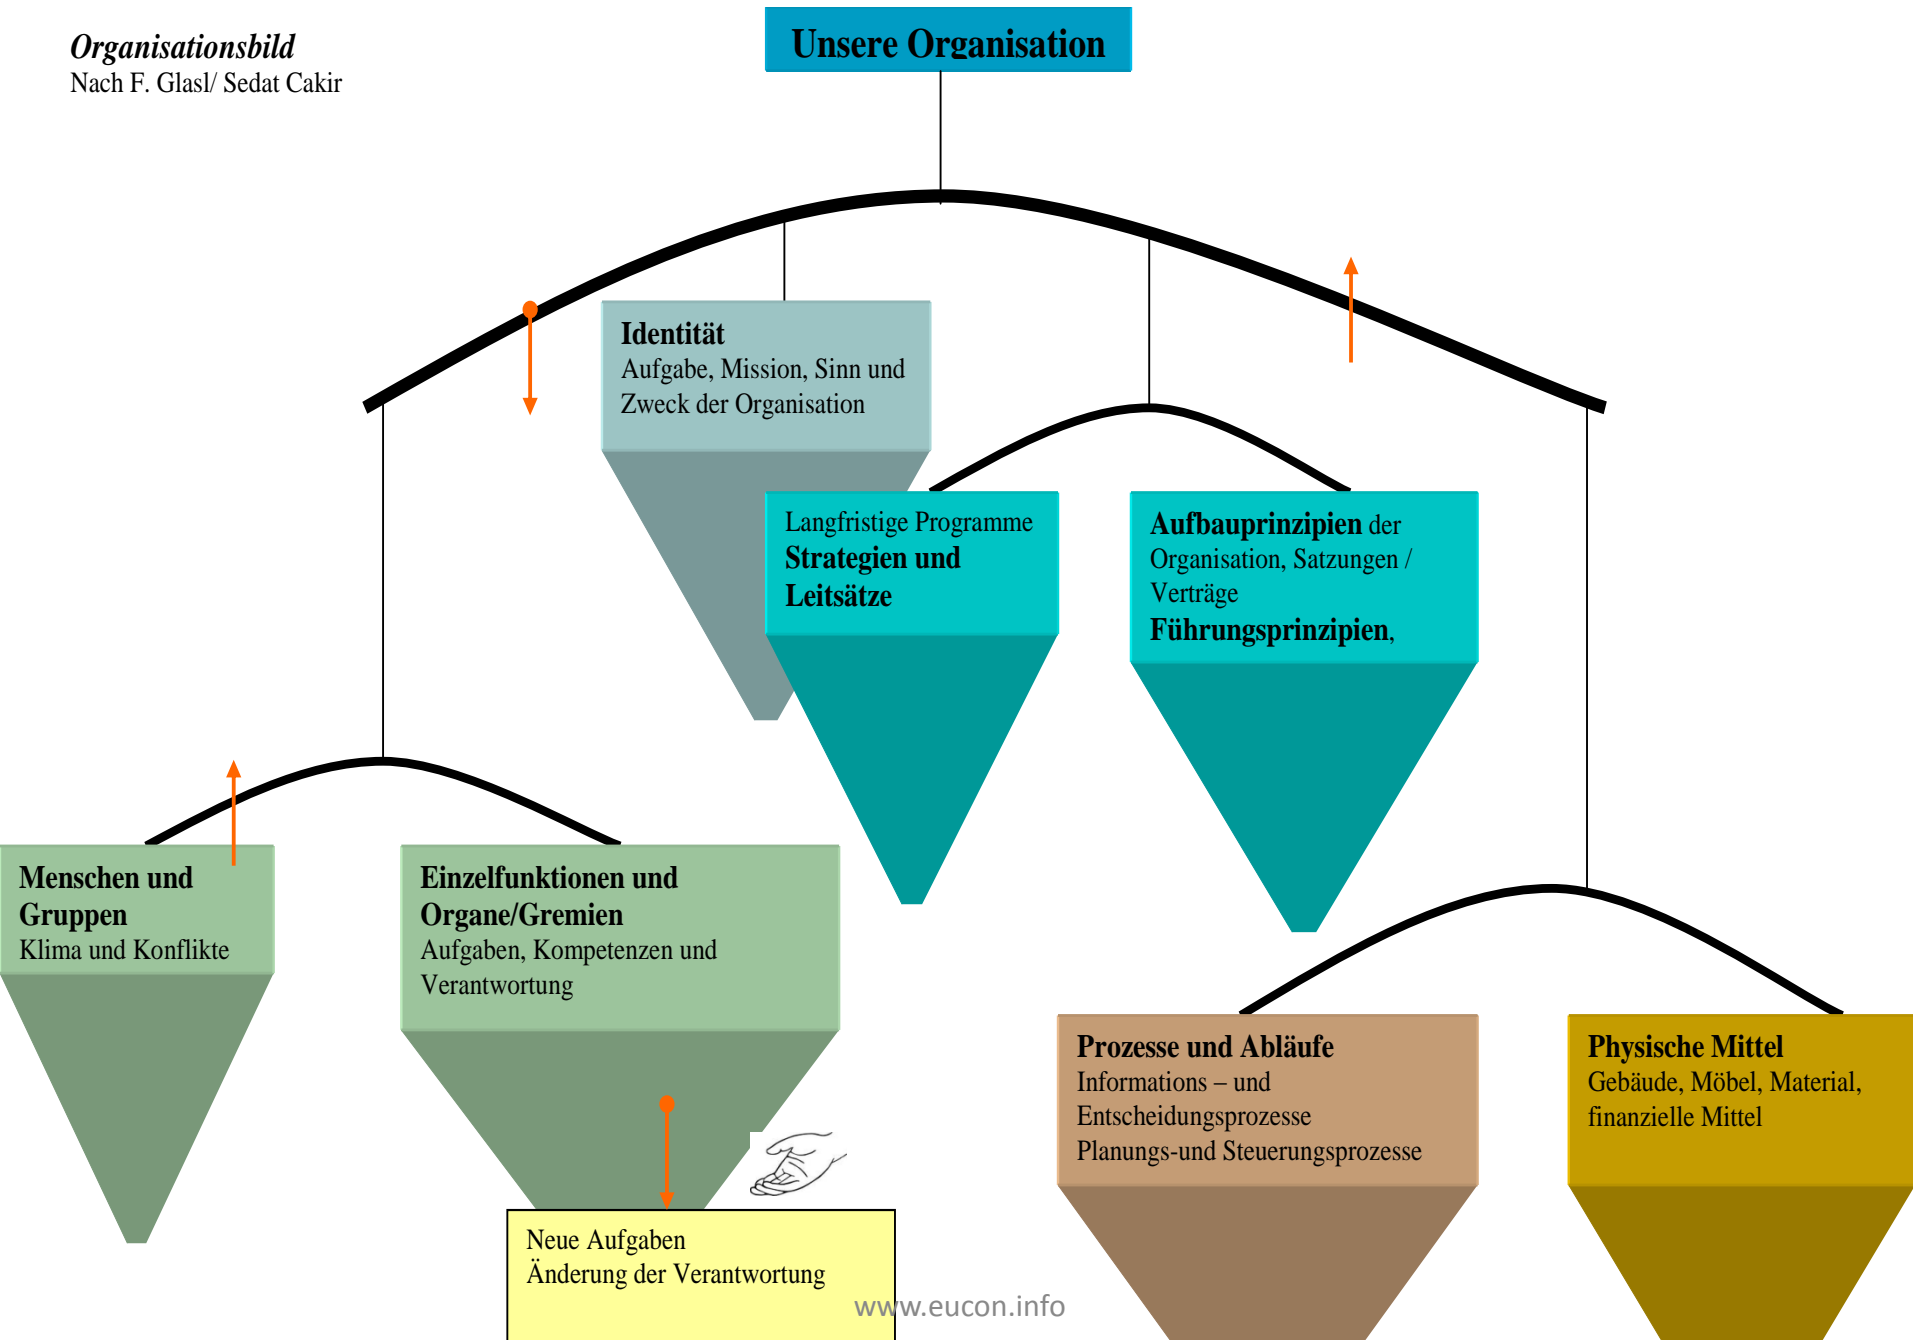 Organisationsbild
Nach F. Glasl/ Sedat Cakir
Unsere Organisation
Identität
Aufgabe, Mission, Sinn und
Zweck der Organisation
Langfristige Programme
Strategien und
Leitsätze
Aufbauprinzipien der
Organisation, Satzungen /
Verträge
Führungsprinzipien,
Menschen und
Gruppen
Klima und Konflikte
Einzelfunktionen und
Organe/Gremien
Aufgaben, Kompetenzen und
Verantwortung
Prozesse und Abläufe
Informations – und
Entscheidungsprozesse
Planungs-und Steuerungsprozesse
Physische Mittel
Gebäude, Möbel, Material,
finanzielle Mittel
Neue Aufgaben
Änderung der Verantwortung
www.eucon.info